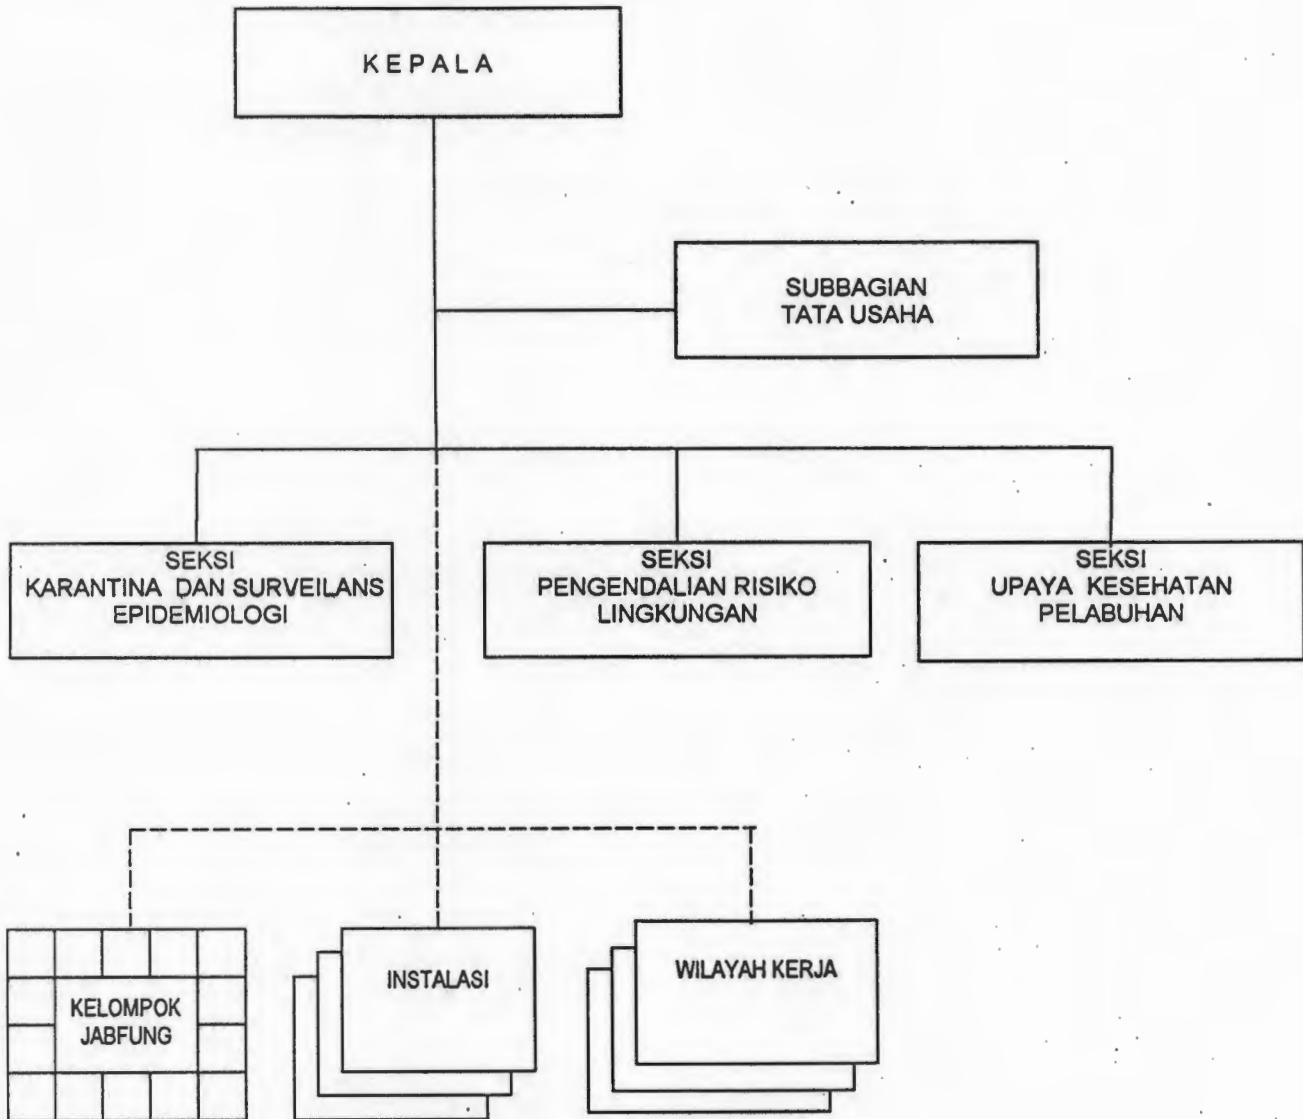 KEPALA
SUBBAGIAN
TATA USAHA
SEKSI
KARANTINA DAN SURVEILANS
EPIDEMIOLOGI
SEKSI
PENGENDALIAN RISIKO
LINGKUNGAN
SEKSI
UPAYA KESEHATAN
PELABUHAN
KELOMPOK
JABFUNG
INSTALASI
WILAYAH KERJA